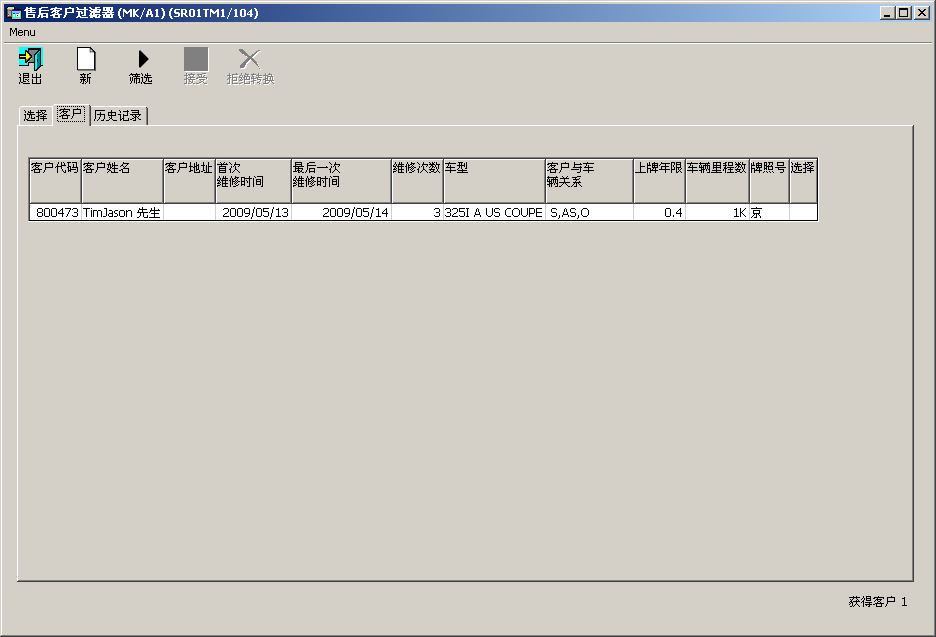 售后客户过滤器 (MK/A1) (SR01TM1/104)
Menu
退出 新 筛选 接受 拒绝转换
选择 客户 历史记录
客户代码 客户姓名 客户地址 首次 最后一次 维修次数 车型 客户与车 上牌年限 车辆里程数 牌照号 选择
维修时间 维修时间 辆关系
800473 TimJason 先生 2009/05/13 2009/05/14 3 325I A US COUPE S,AS,O 0.4 1K 京
获得客户 1